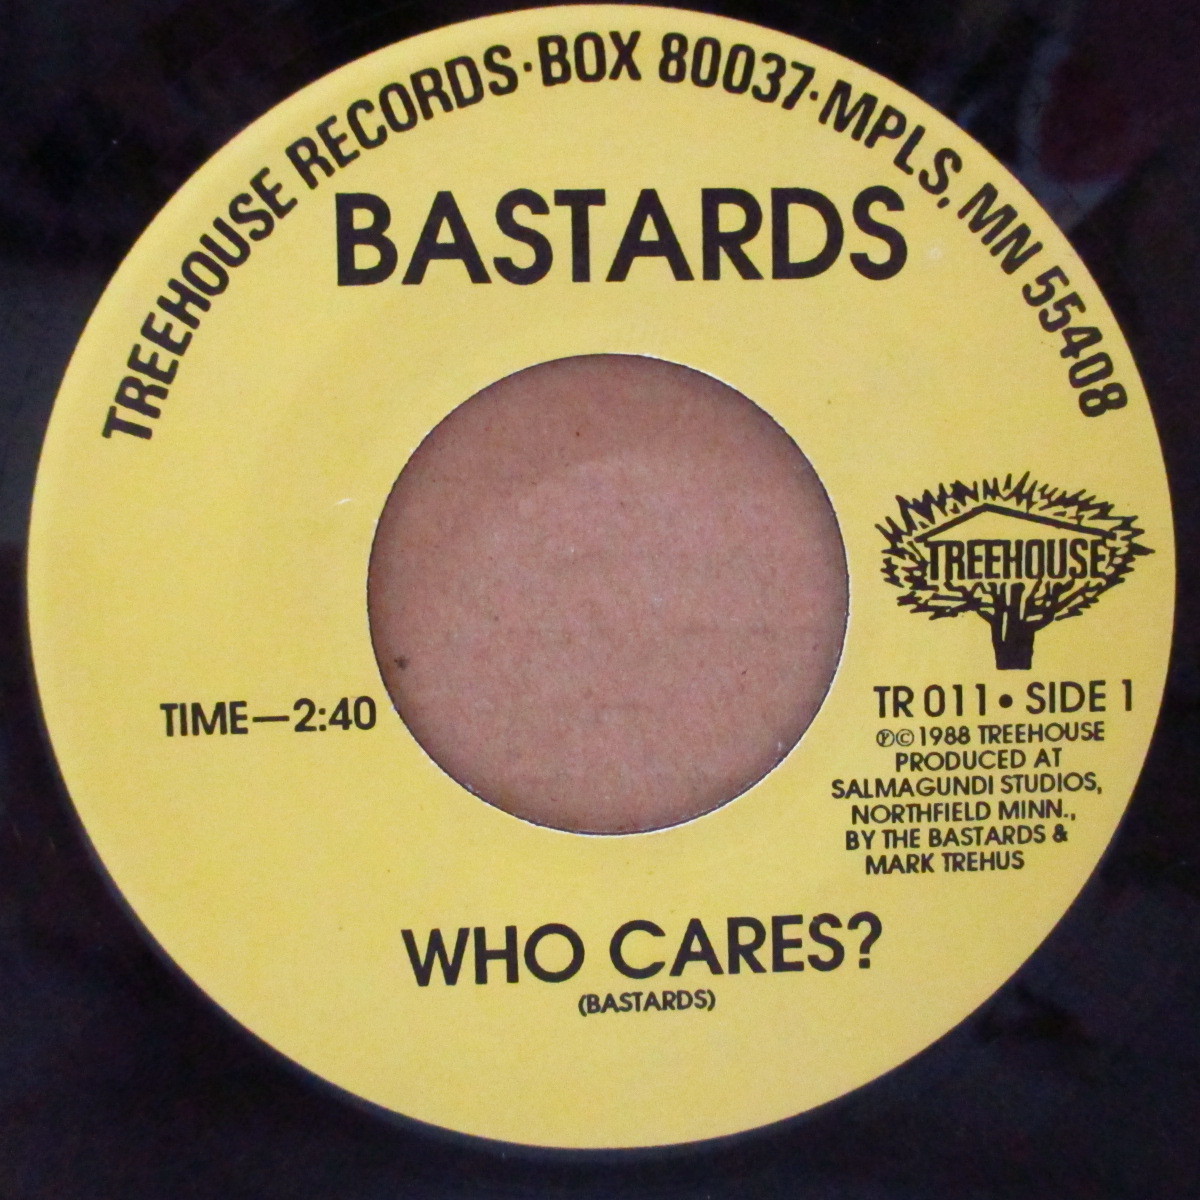 TREEHOUSE RECORDS·BOX 80037·MPLS, MN 55408
BASTARDS
TREEHOUSE
TIME—2:40
TR 011 • SIDE 1
℗© 1988 TREEHOUSE
PRODUCED AT
SALMAGUNDI STUDIOS,
NORTHFIELD MINN.,
BY THE BASTARDS &
MARK TREHUS
WHO CARES?
(BASTARDS)